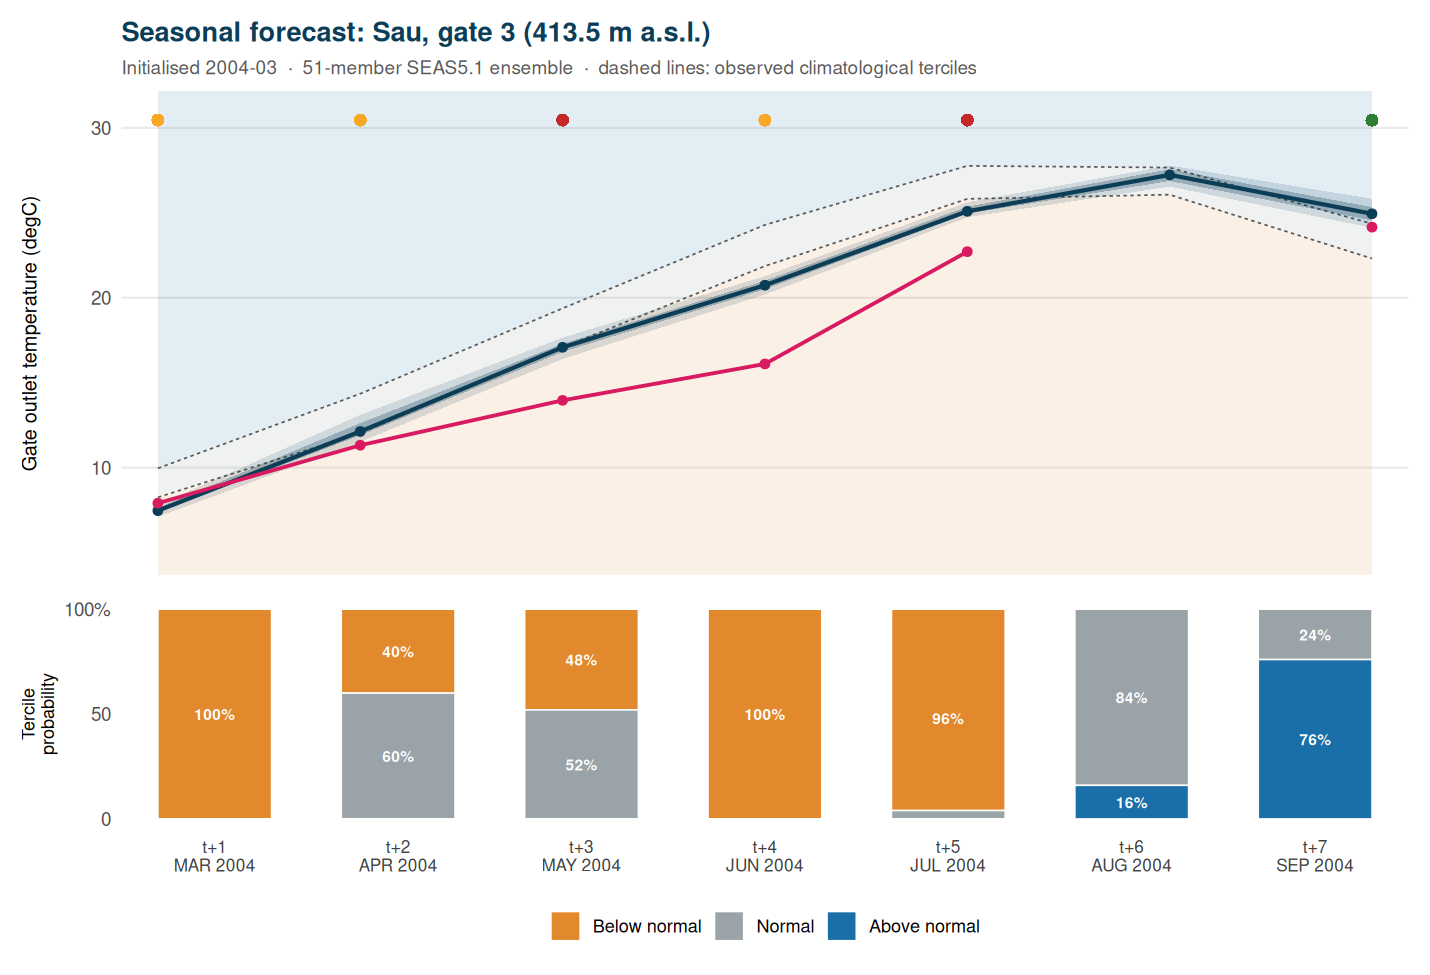 Seasonal forecast: Sau, gate 3 (413.5 m a.s.l.)
Initialised 2004-03 · 51-member SEAS5.1 ensemble · dashed lines: observed climatological terciles
Gate outlet temperature (degC)
30
20
10
Tercile
probability
100%
50
0
100%
40%
60%
48%
52%
100%
96%
84%
16%
24%
76%
t+1
MAR 2004
t+2
APR 2004
t+3
MAY 2004
t+4
JUN 2004
t+5
JUL 2004
t+6
AUG 2004
t+7
SEP 2004
Below normal
Normal
Above normal